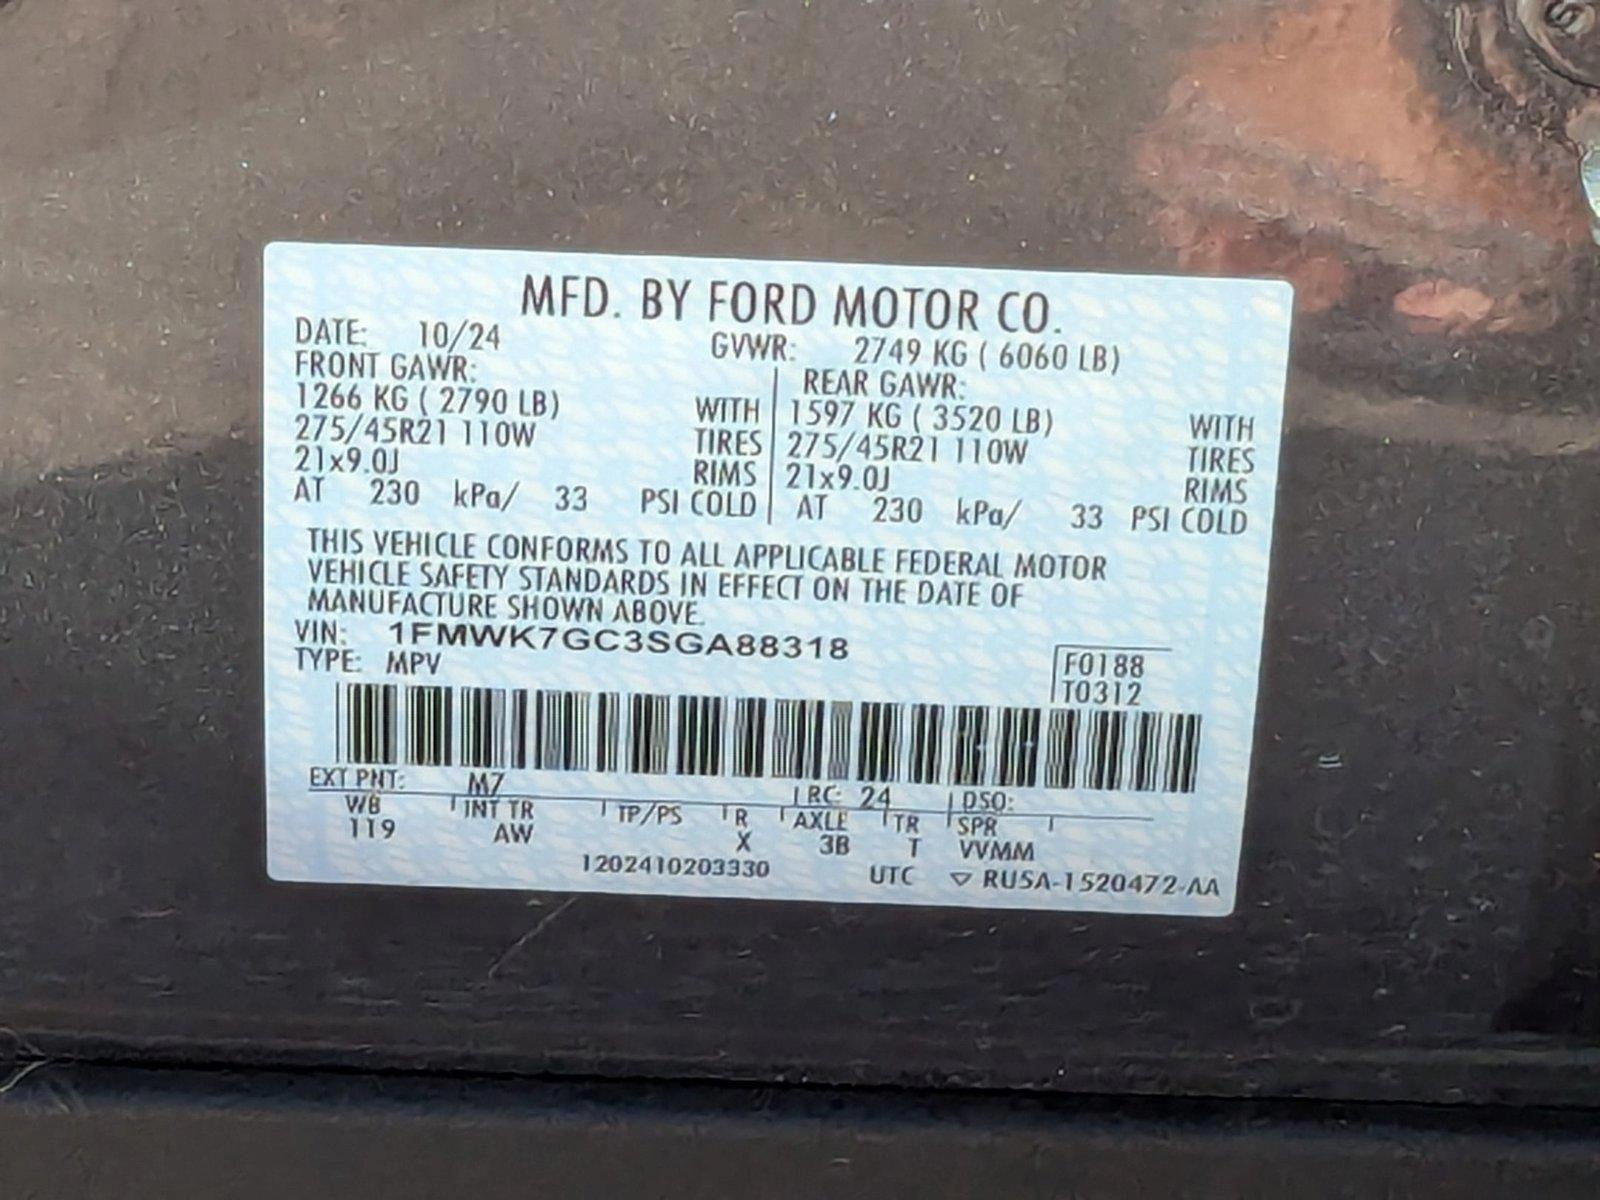 MFD. BY FORD MOTOR CO.
DATE: 10/24 GVWR: 2749 KG ( 6060 LB)
FRONT GAWR: REAR GAWR:
1266 KG ( 2790 LB) WITH 1597 KG ( 3520 LB) WITH
275/45R21 110W TIRES 275/45R21 110W TIRES
21x9.0J RIMS 21x9.0J RIMS
AT 230 kPa/ 33 PSI COLD AT 230 kPa/ 33 PSI COLD
THIS VEHICLE CONFORMS TO ALL APPLICABLE FEDERAL MOTOR
VEHICLE SAFETY STANDARDS IN EFFECT ON THE DATE OF
MANUFACTURE SHOWN ABOVE.
VIN: 1FMWK7GC3SGA88318
TYPE: MPV F0188
T0312
EXT PNT: M7 RC: 24 DSO:
WB INT TR TP/PS R AXLE TR SPR
119 AW X 3B T VVMM
1202410203330 UTC ▽ RUSA-1520472-AA